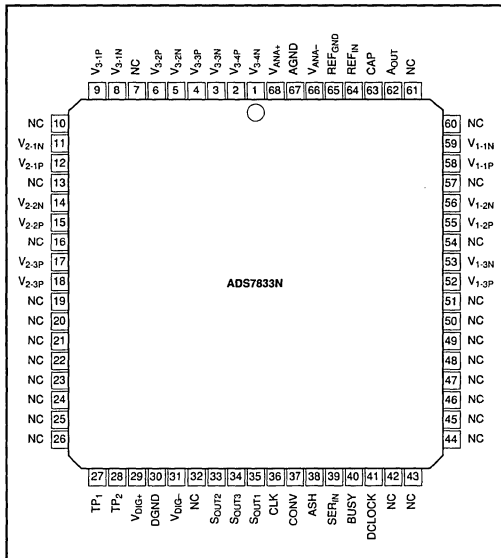 V3-1P V3-1N NC V3-2P V3-2N V3-3P V3-3N V3-4P V3-4N VANA+ AGND VANA– REFGND REFIN CAP AOUT NC
9 8 7 6 5 4 3 2 1 68 67 66 65 64 63 62 61
NC 10
V2-1N 11
V2-1P 12
NC 13
V2-2N 14
V2-2P 15
NC 16
V2-3P 17
V2-3P 18
NC 19
NC 20
NC 21
NC 22
NC 23
NC 24
NC 25
NC 26
ADS7833N
60 NC
59 V1-1N
58 V1-1P
57 NC
56 V1-2N
55 V1-2P
54 NC
53 V1-3N
52 V1-3P
51 NC
50 NC
49 NC
48 NC
47 NC
46 NC
45 NC
44 NC
27 28 29 30 31 32 33 34 35 36 37 38 39 40 41 42 43
TP1 TP2 VDIG+ DGND VDIG– NC SOUT2 SOUT3 SOUT1 CLK CONV ASH SERIN BUSY DCLOCK NC NC